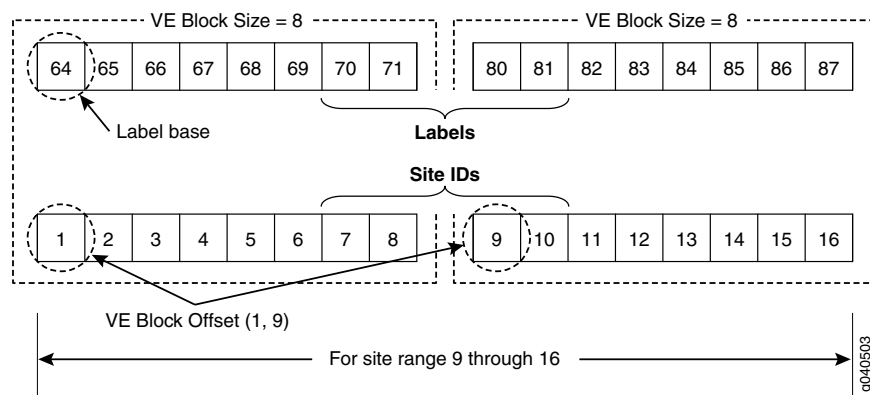 VE Block Size = 8 VE Block Size = 8
64 65 66 67 68 69 70 71 80 81 82 83 84 85 86 87
Label base
Labels
Site IDs
1 2 3 4 5 6 7 8 9 10 11 12 13 14 15 16
VE Block Offset (1, 9)
For site range 9 through 16
g040503